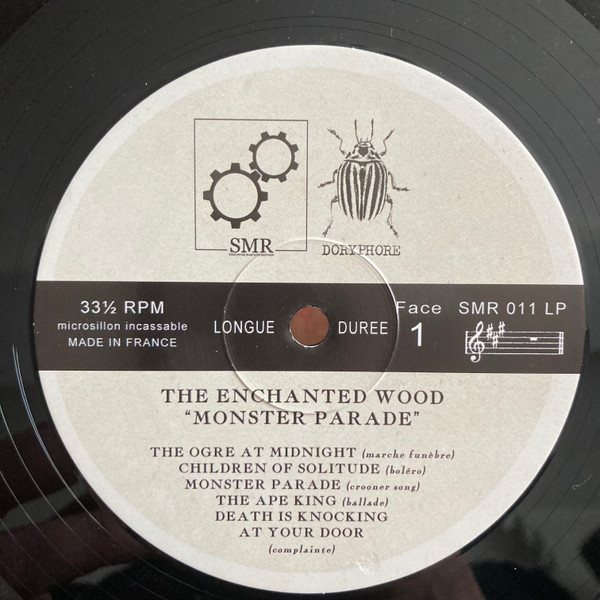 SMR
DORYPHORE
33⅓ RPM
microsillon incassable
MADE IN FRANCE
LONGUE DUREE
Face
1
SMR 011 LP
THE ENCHANTED WOOD
“MONSTER PARADE”
THE OGRE AT MIDNIGHT (marche funèbre)
CHILDREN OF SOLITUDE (boléro)
MONSTER PARADE (crooner song)
THE APE KING (ballade)
DEATH IS KNOCKING
AT YOUR DOOR
(complainte)